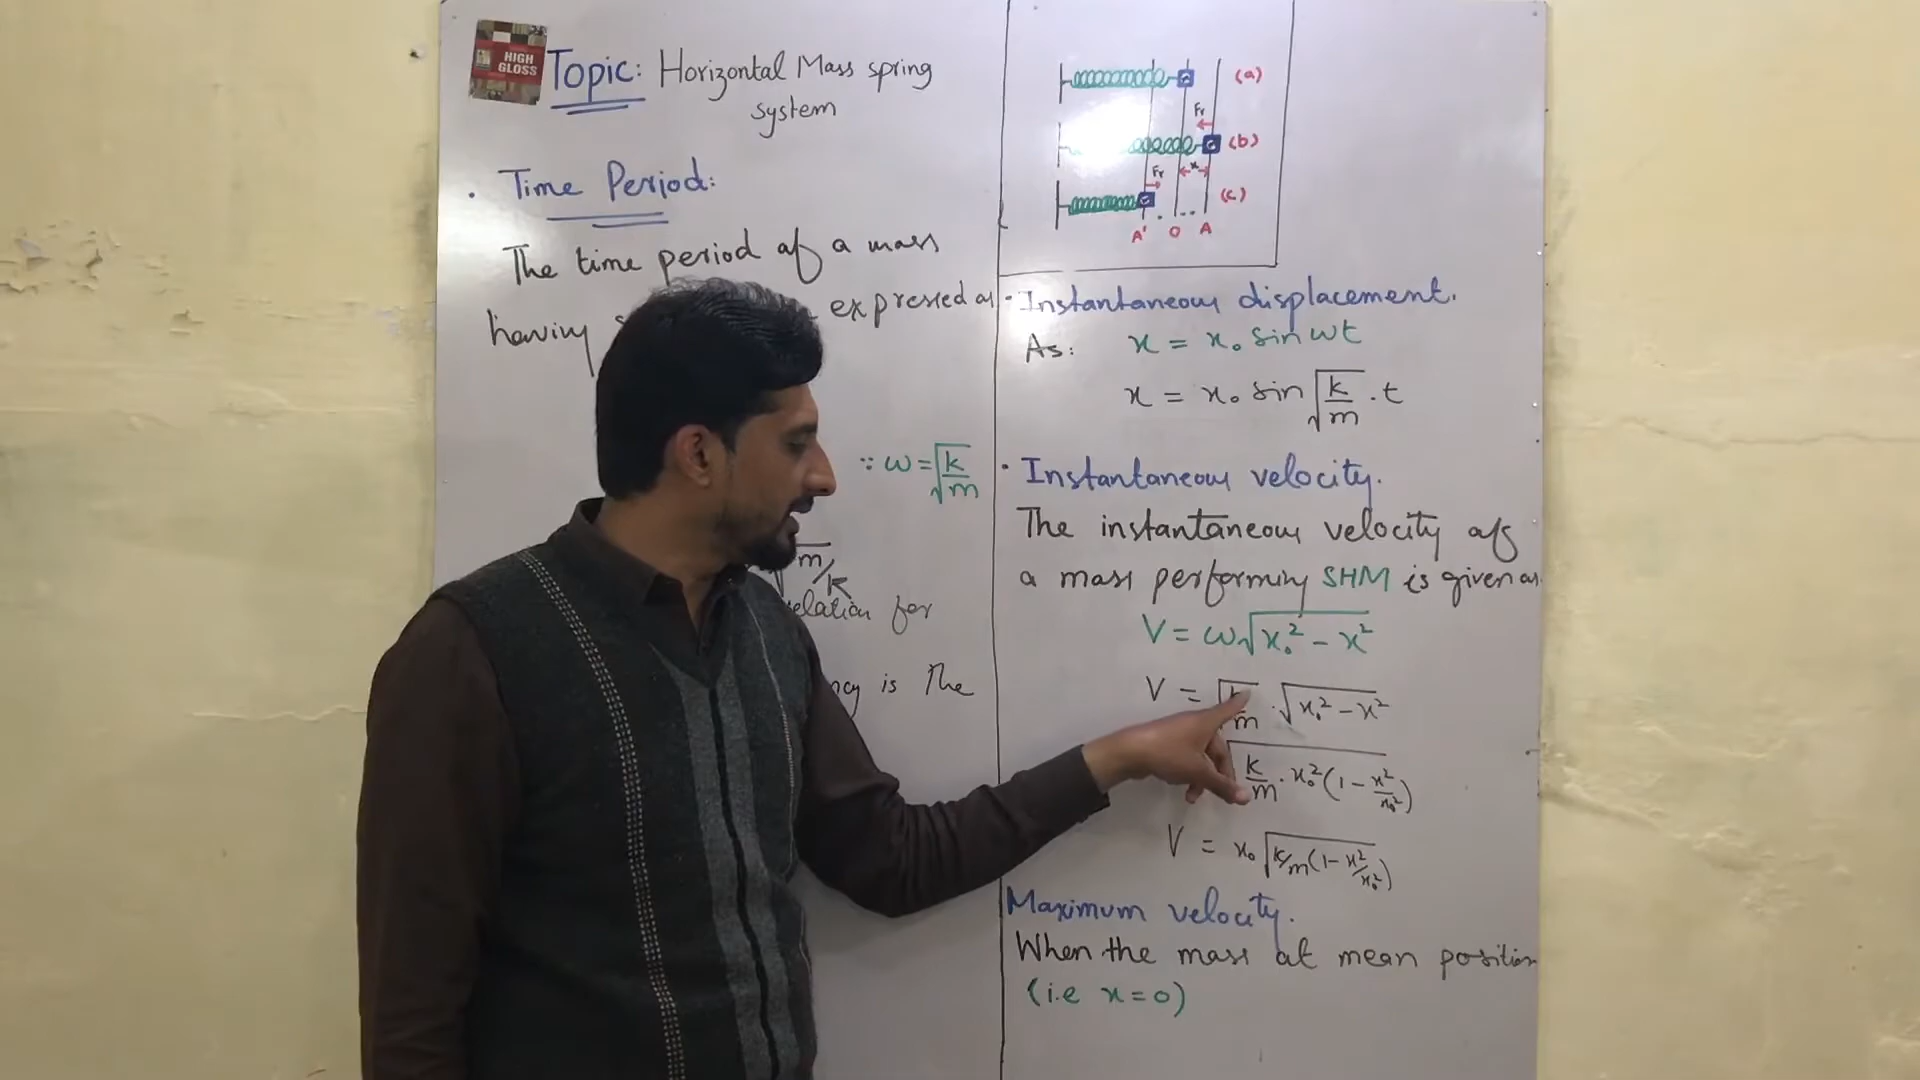 HIGH
GLOSS
Topic: Horizontal Mass spring
system
. Time Period:
The time period of a mass
having expressed as
∵ ω = √k/m
m/k
relation for
is the
(a)
Fr
(b)
Fr x
(c)
A' O A
· Instantaneous displacement.
As: x = x₀ sin ωt
x = x₀ sin √k/m . t
· Instantaneous velocity.
The instantaneous velocity of
a mass performing SHM is given as
V = ω√x₀² - x²
V = √k/m . √x₀² - x²
√k/m . x₀² (1 - x²/x₀²)
V = x₀ √k/m (1 - x²/x₀²)
Maximum velocity.
When the mass at mean position
(i.e x = 0)